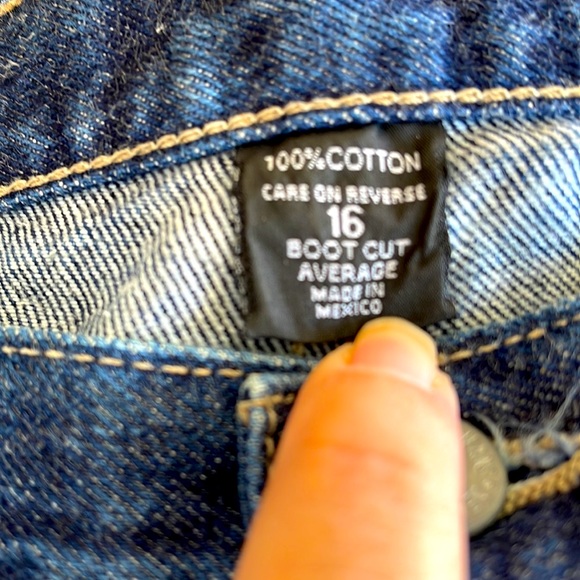 100% COTTON
CARE ON REVERSE
16
BOOT CUT
AVERAGE
MADE IN
MEXICO